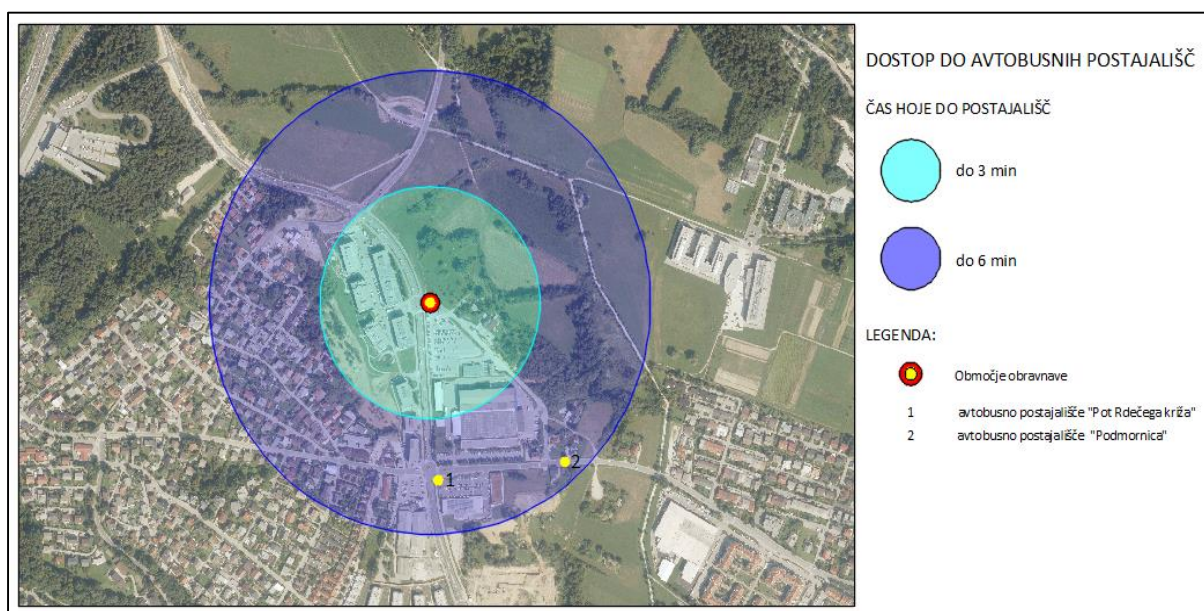 DOSTOP DO AVTOBUSNIH POSTAJALIŠČ
ČAS HOJE DO POSTAJALIŠČ
do 3 min
do 6 min
LEGENDA:
Območje obravnave
1 avtobusno postajališče "Pot Rdečega križa"
2 avtobusno postajališče "Podmornica"
2
1